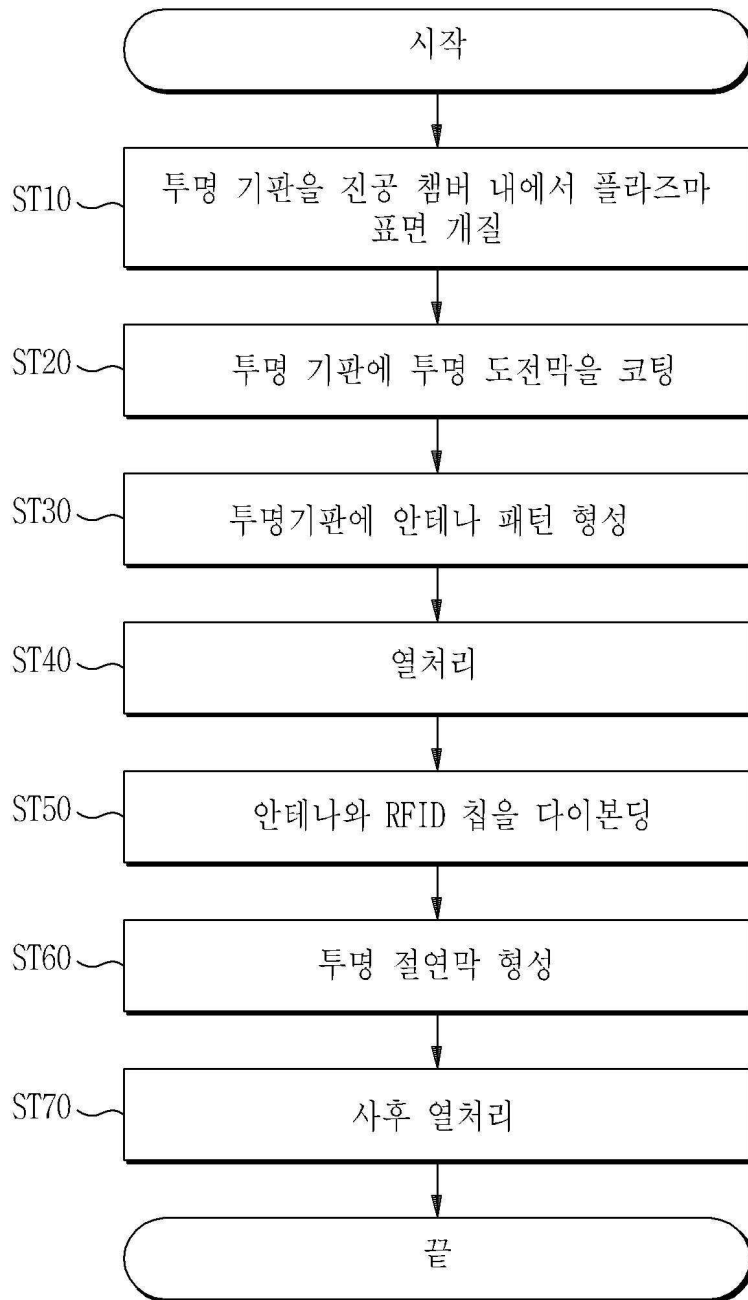 시작
ST10
투명 기판을 진공 챔버 내에서 플라즈마
표면 개질
ST20
투명 기판에 투명 도전막을 코팅
ST30
투명기판에 안테나 패턴 형성
ST40
열처리
ST50
안테나와 RFID 칩을 다이본딩
ST60
투명 절연막 형성
ST70
사후 열처리
끝